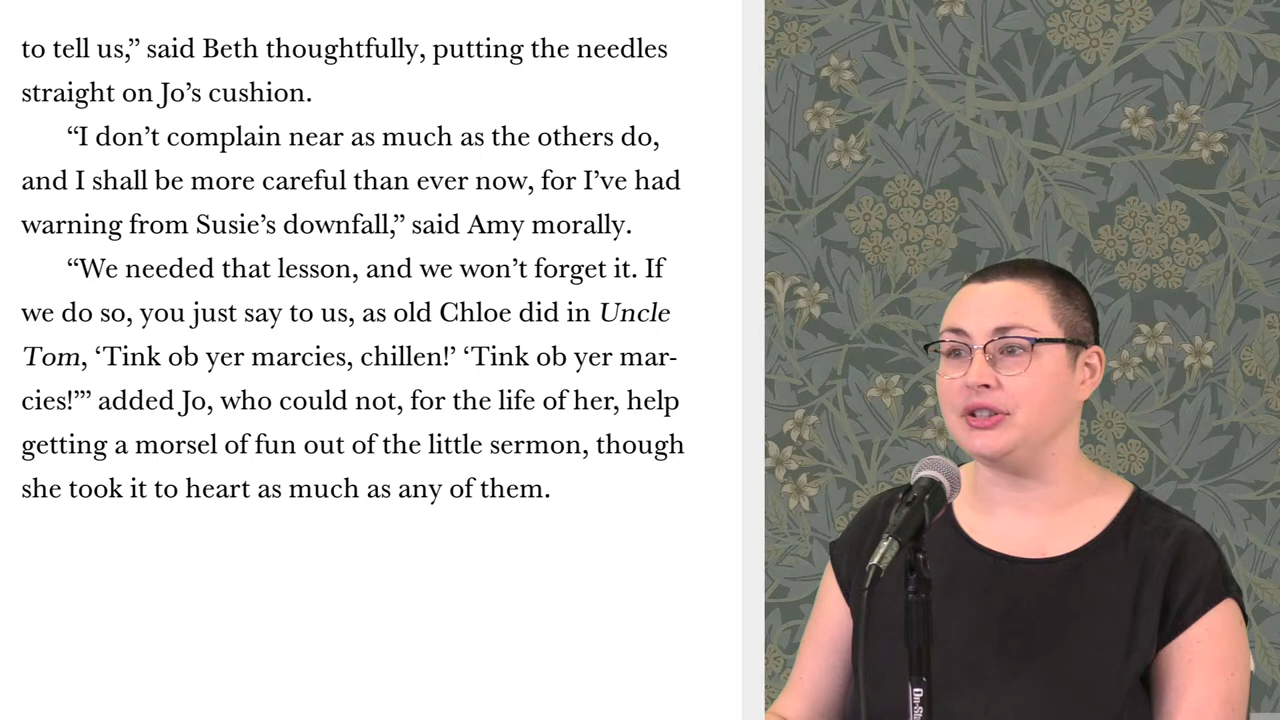 to tell us,” said Beth thoughtfully, putting the needles
straight on Jo’s cushion.
“I don’t complain near as much as the others do,
and I shall be more careful than ever now, for I’ve had
warning from Susie’s downfall,” said Amy morally.
“We needed that lesson, and we won’t forget it. If
we do so, you just say to us, as old Chloe did in Uncle
Tom, ‘Tink ob yer marcies, chillen!’ ‘Tink ob yer mar-
cies!’” added Jo, who could not, for the life of her, help
getting a morsel of fun out of the little sermon, though
she took it to heart as much as any of them.